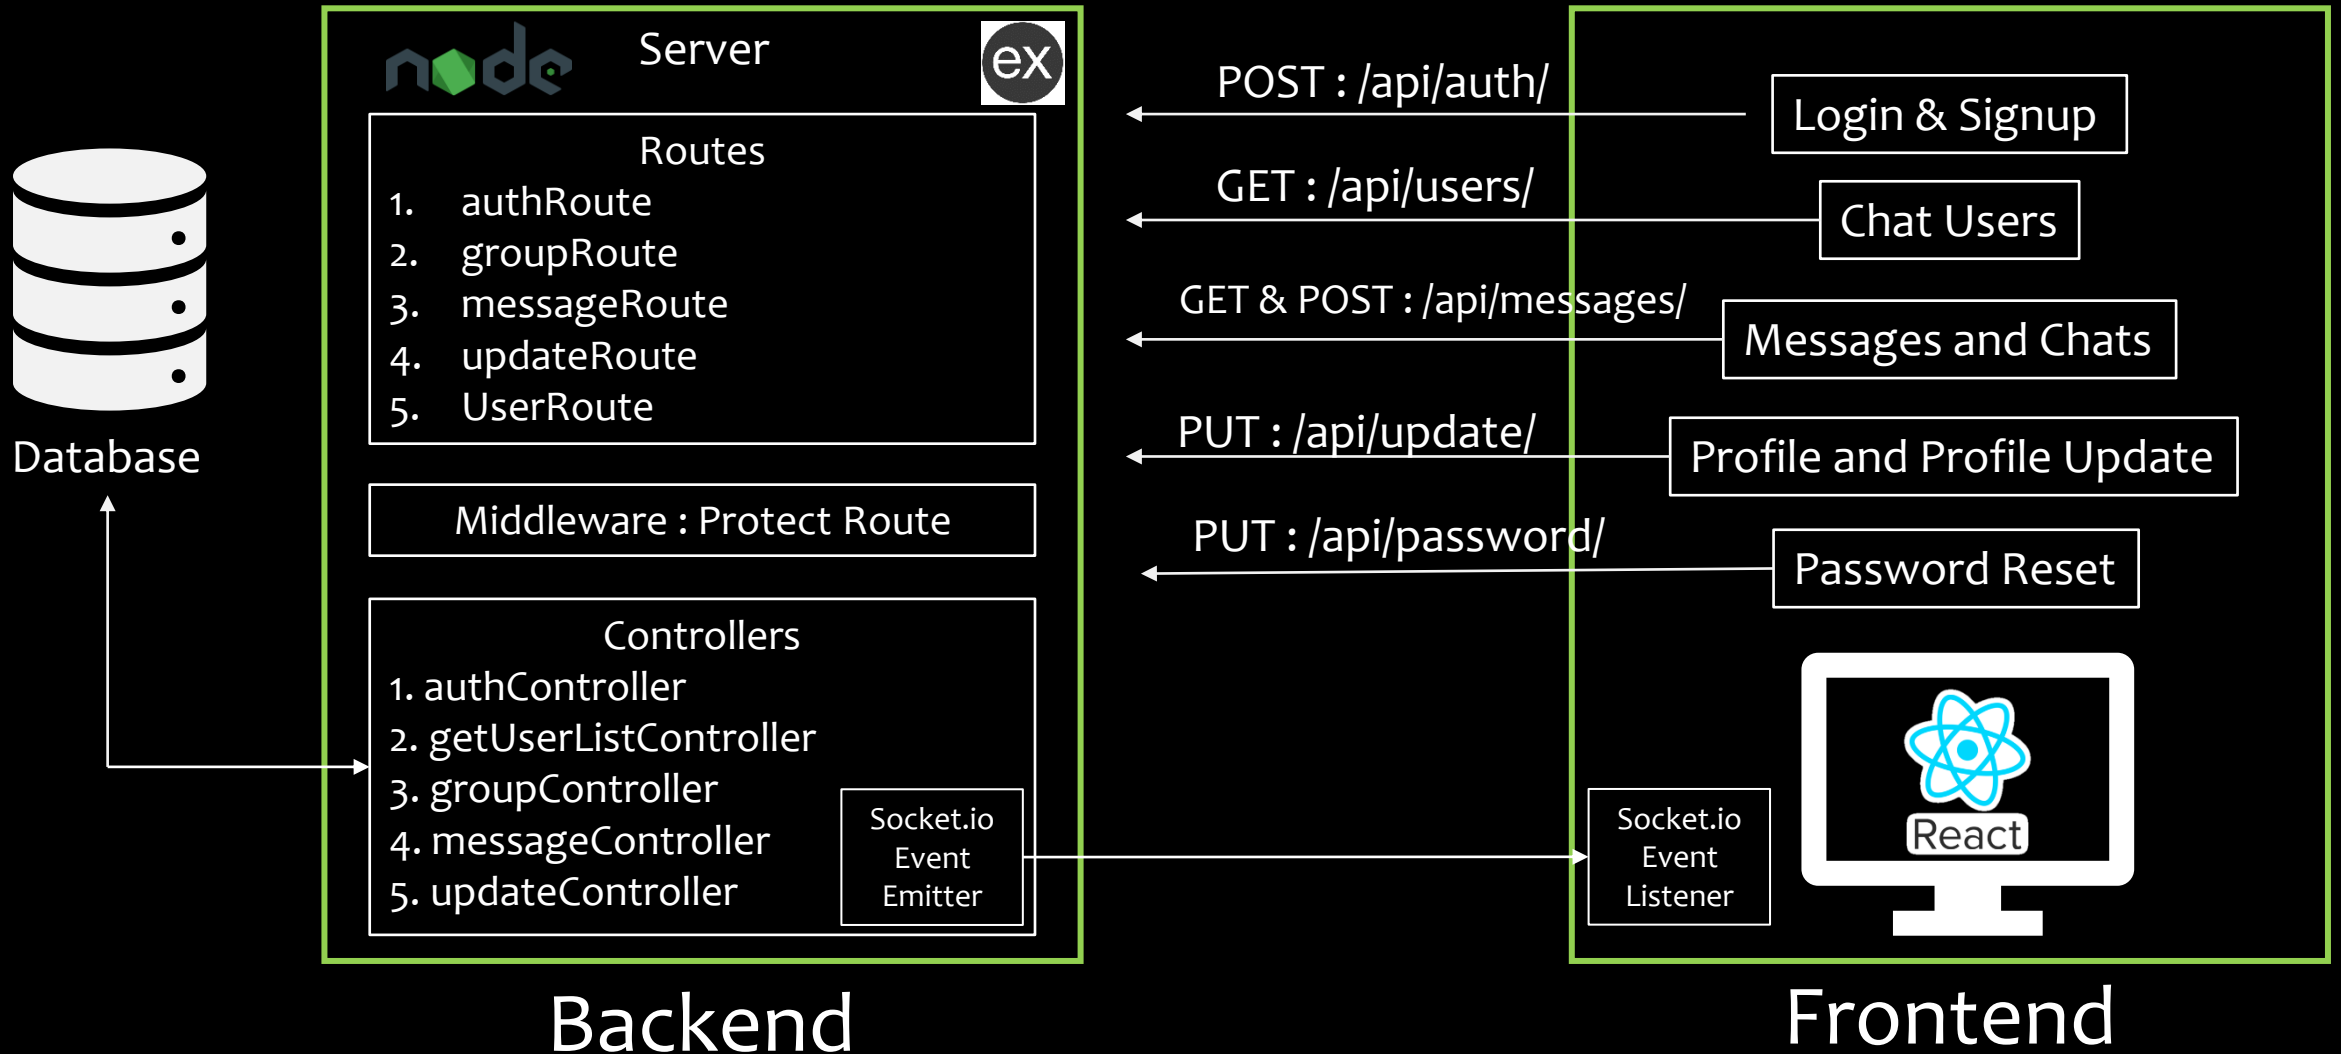 node
Server
ex
Routes
1. authRoute
2. groupRoute
3. messageRoute
4. updateRoute
5. UserRoute
Middleware : Protect Route
Controllers
1. authController
2. getUserListController
3. groupController
4. messageController
5. updateController
Socket.io
Event
Emitter
Database
Backend
POST : /api/auth/
GET : /api/users/
GET & POST : /api/messages/
PUT : /api/update/
PUT : /api/password/
Login & Signup
Chat Users
Messages and Chats
Profile and Profile Update
Password Reset
Socket.io
Event
Listener
React
Frontend